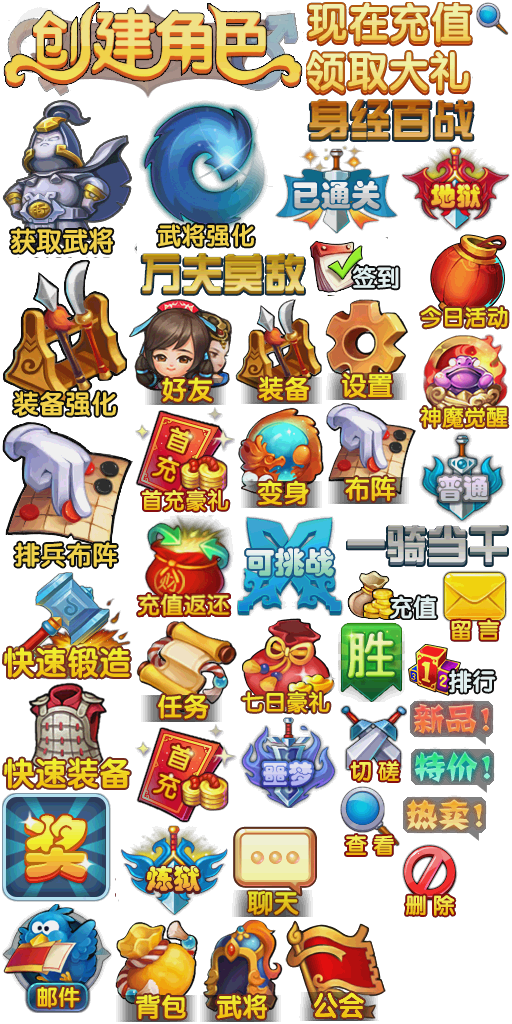 创建角色
现在充值
领取大礼
身经百战
获取武将
武将强化
已通关
地狱
万夫莫敌
签到
今日活动
装备强化
好友
装备
设置
神魔觉醒
排兵布阵
首充
首充豪礼
变身
布阵
普通
充值返还
可挑战
一骑当千
充值
留言
快速锻造
任务
七日豪礼
胜
3 1 2
排行
新品!
快速装备
首充
噩梦
切磋
特价!
奖
炼狱
聊天
查看
热卖!
删除
邮件
背包
武将
公会